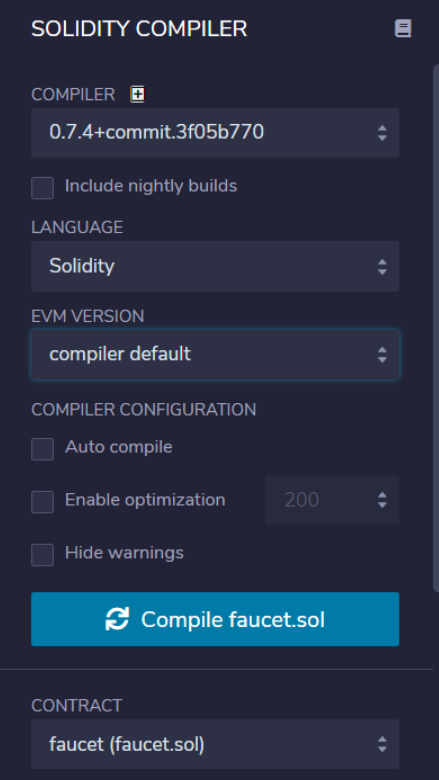 SOLIDITY COMPILER
COMPILER
0.7.4+commit.3f05b770
Include nightly builds
LANGUAGE
Solidity
EVM VERSION
compiler default
COMPILER CONFIGURATION
Auto compile
Enable optimization 200
Hide warnings
Compile faucet.sol
CONTRACT
faucet (faucet.sol)